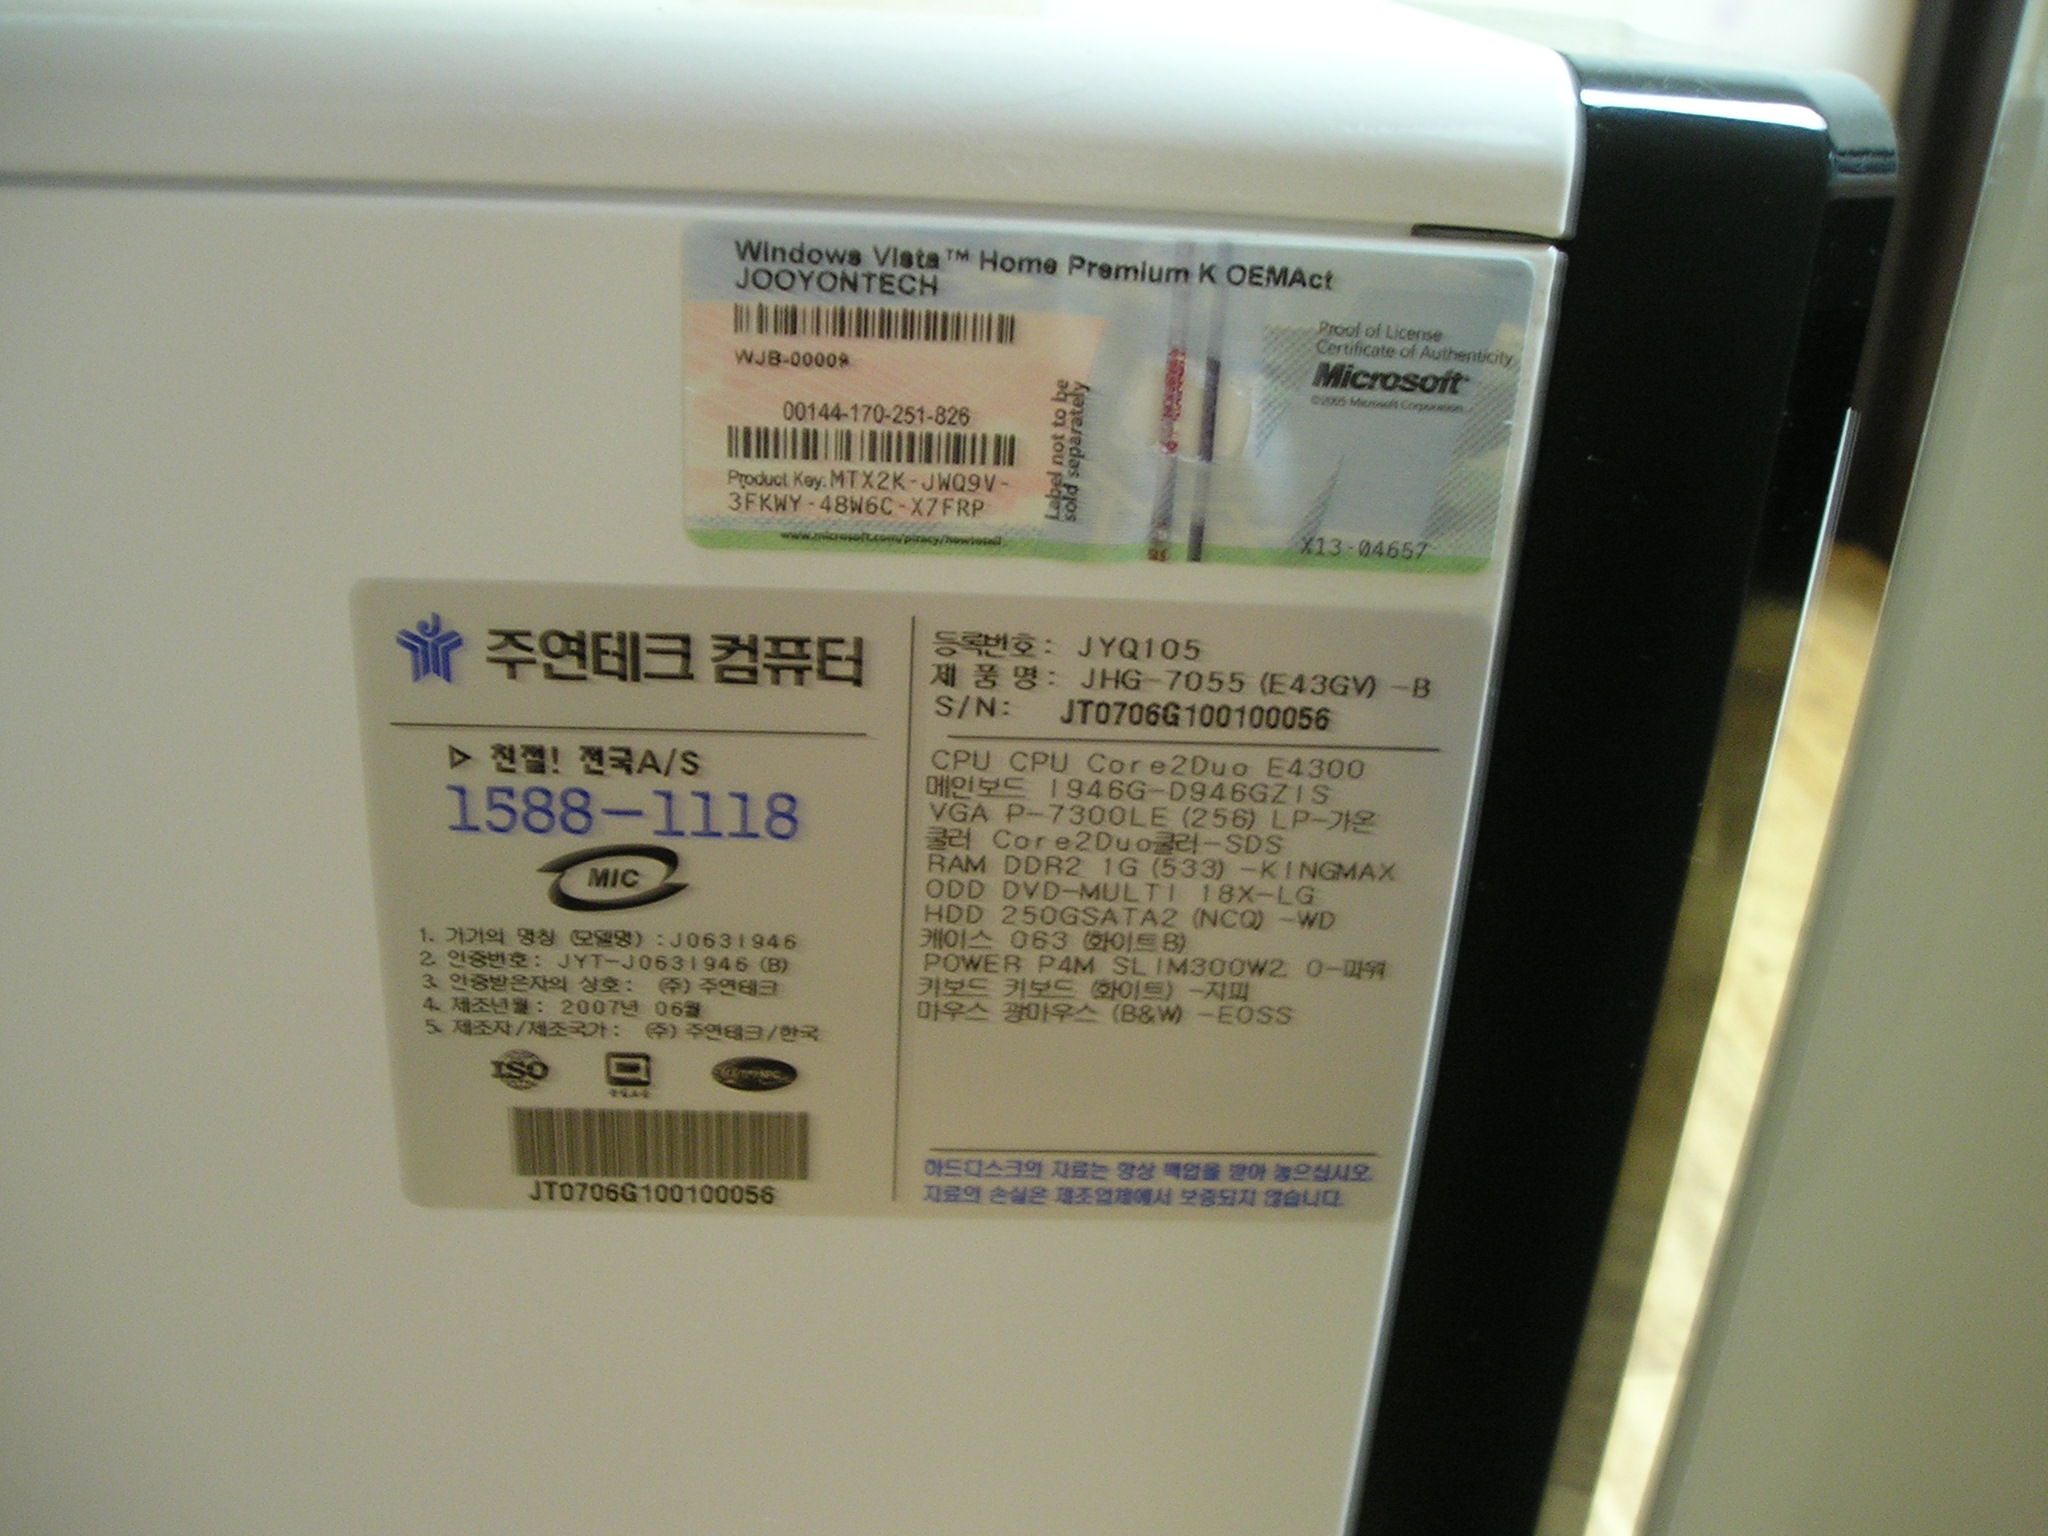 Windows Vista™ Home Premium K OEMAct
JOOYONTECH
WJB-00009
00144-170-251-826
Product Key: MTX2K-JWQ9V-
3FKWY-48W6C-X7FRP
www.microsoft.com/piracy/howtotell
Label not to be
sold separately
Proof of License
Certificate of Authenticity
Microsoft
©2005 Microsoft Corporation
X13-04657
주연테크 컴퓨터
▷ 친절! 전국A/S
1588-1118
MIC
1. 기기의 명칭 (모델명) : J063I946
2. 인증번호 : JYT-J063I946 (B)
3. 인증받은자의 상호 : (주) 주연테크
4. 제조년월 : 2007년 06월
5. 제조자/제조국가 : (주) 주연테크/한국
ISO
JT0706G100100056
등록번호 : JYQ105
제 품 명 : JHG-7055 (E43GV) -B
S/N: JT0706G100100056
CPU CPU Core2Duo E4300
메인보드 I946G-D946GZIS
VGA P-7300LE (256) LP-가온
쿨러 Core2Duo쿨러-SDS
RAM DDR2 1G (533) -KINGMAX
ODD DVD-MULTI 18X-LG
HDD 250GSATA2 (NCQ) -WD
케이스 063 (화이트B)
POWER P4M SLIM300W2.0-파워
키보드 키보드 (화이트) -지피
마우스 광마우스 (B&W) -EOSS
하드디스크의 자료는 항상 백업을 받아 놓으십시오.
자료의 손실은 제조업체에서 보증되지 않습니다.